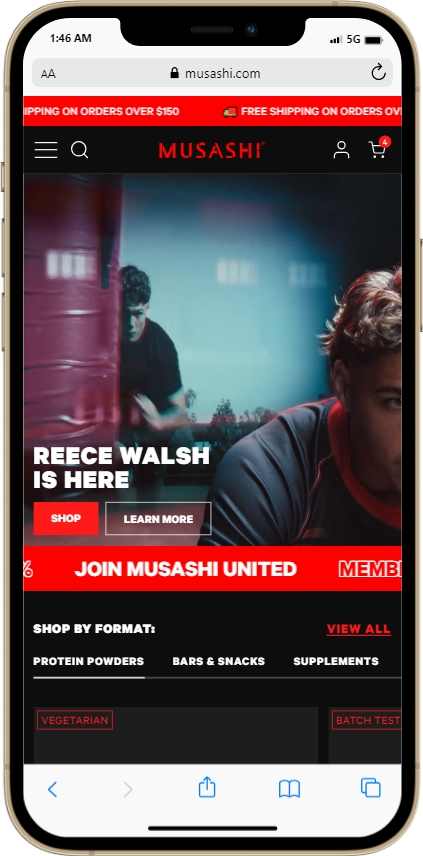 1:46 AM
5G
AA
musashi.com
IPPING ON ORDERS OVER $150
FREE SHIPPING ON ORDERS OV
MUSASHI
4
REECE WALSH
IS HERE
SHOP
LEARN MORE
%
JOIN MUSASHI UNITED
MEMB
SHOP BY FORMAT:
VIEW ALL
PROTEIN POWDERS
BARS & SNACKS
SUPPLEMENTS
VEGETARIAN
BATCH TEST